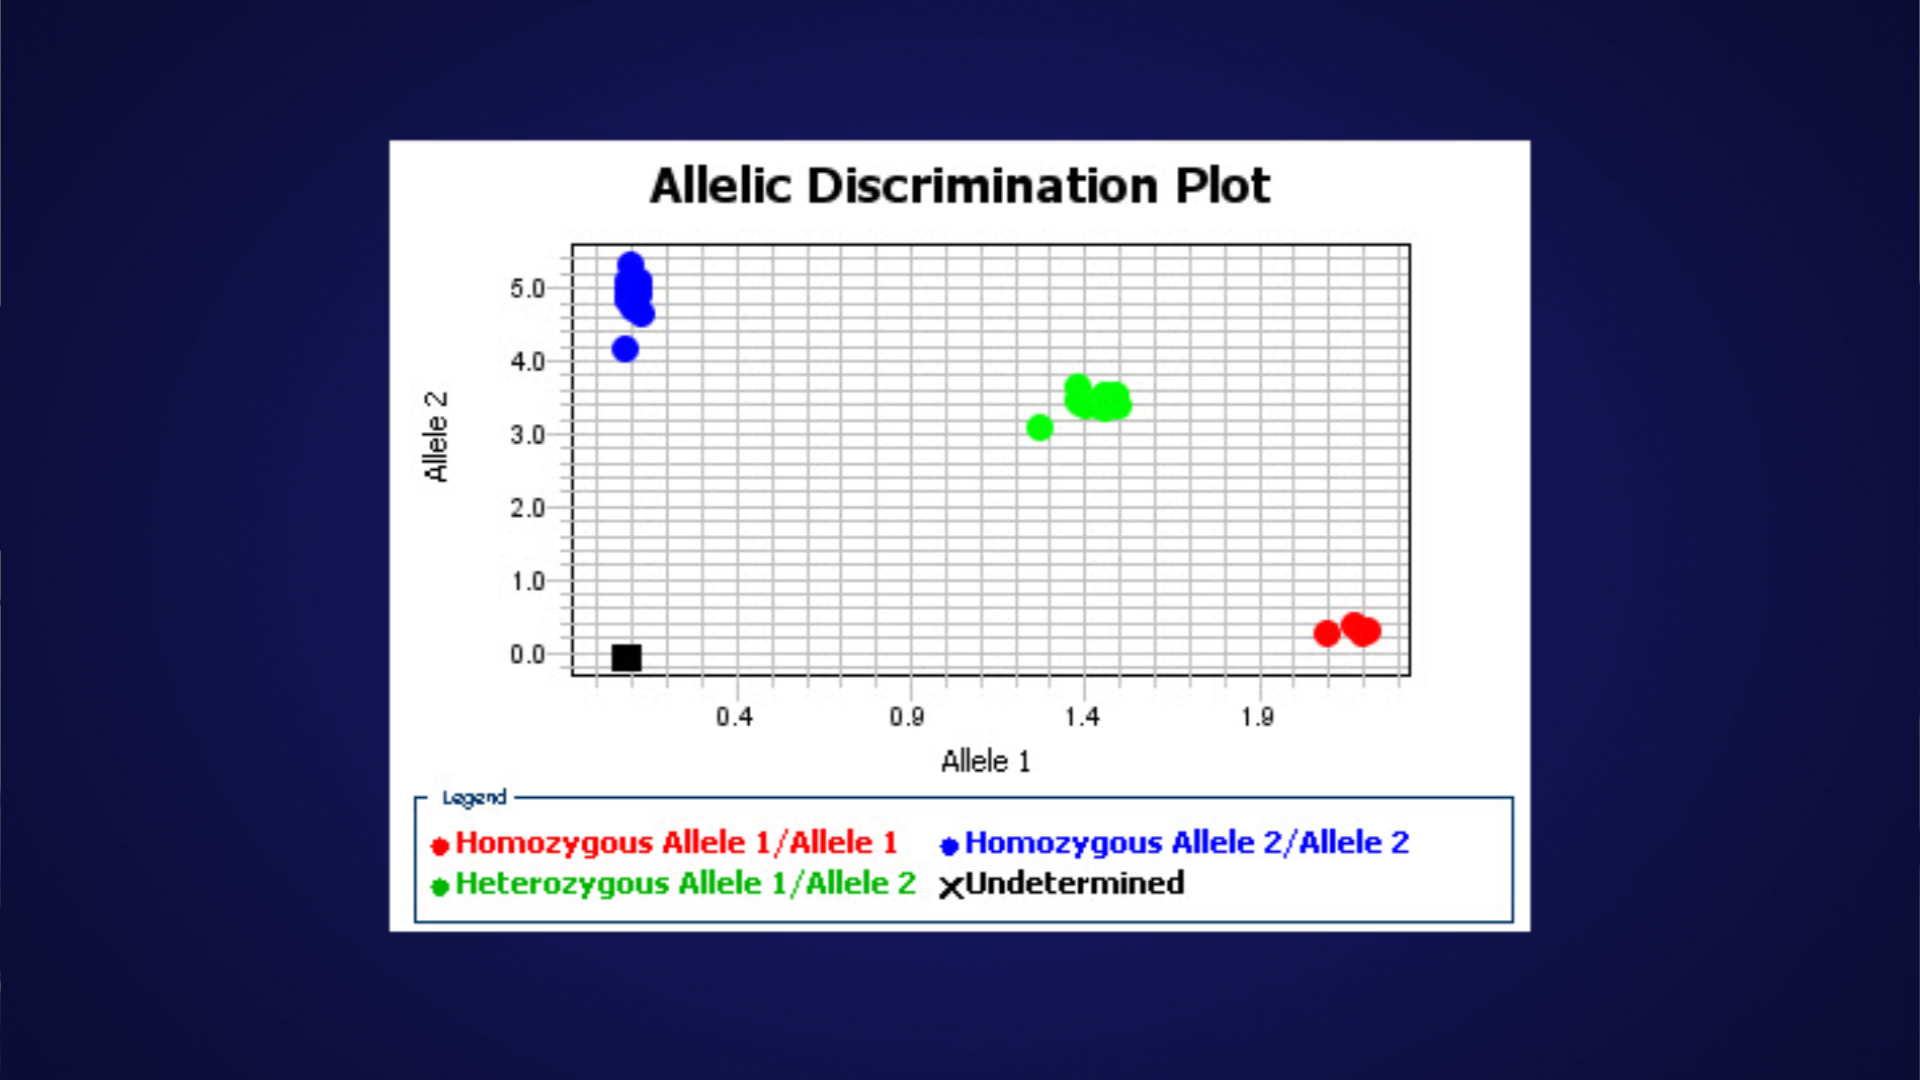 Allelic Discrimination Plot
5.0
4.0
3.0
2.0
1.0
0.0
Allele 2
0.4 0.9 1.4 1.9
Allele 1
Legend
Homozygous Allele 1/Allele 1 Homozygous Allele 2/Allele 2
Heterozygous Allele 1/Allele 2 Undetermined